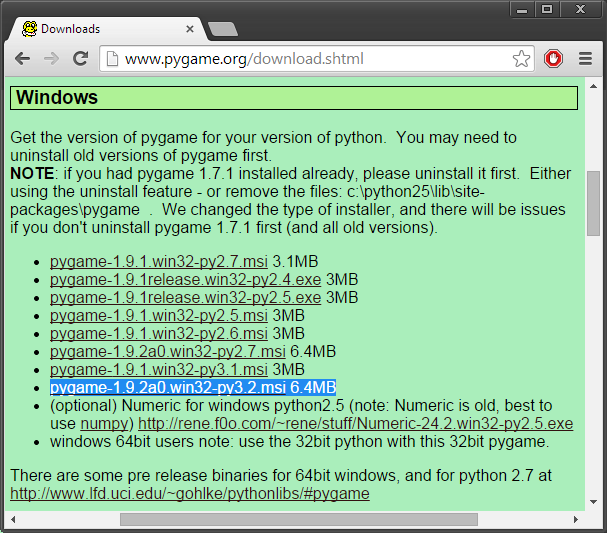 Downloads
www.pygame.org/download.shtml
Windows
Get the version of pygame for your version of python.  You may need to
uninstall old versions of pygame first.
NOTE: if you had pygame 1.7.1 installed already, please uninstall it first.  Either
using the uninstall feature - or remove the files: c:\python25\lib\site-
packages\pygame  .  We changed the type of installer, and there will be issues
if you don't uninstall pygame 1.7.1 first (and all old versions).
pygame-1.9.1.win32-py2.7.msi 3.1MB
pygame-1.9.1release.win32-py2.4.exe 3MB
pygame-1.9.1release.win32-py2.5.exe 3MB
pygame-1.9.1.win32-py2.5.msi 3MB
pygame-1.9.1.win32-py2.6.msi 3MB
pygame-1.9.2a0.win32-py2.7.msi 6.4MB
pygame-1.9.1.win32-py3.1.msi 3MB
pygame-1.9.2a0.win32-py3.2.msi 6.4MB
(optional) Numeric for windows python2.5 (note: Numeric is old, best to
use numpy) http://rene.f0o.com/~rene/stuff/Numeric-24.2.win32-py2.5.exe
windows 64bit users note: use the 32bit python with this 32bit pygame.
There are some pre release binaries for 64bit windows, and for python 2.7 at
http://www.lfd.uci.edu/~gohlke/pythonlibs/#pygame